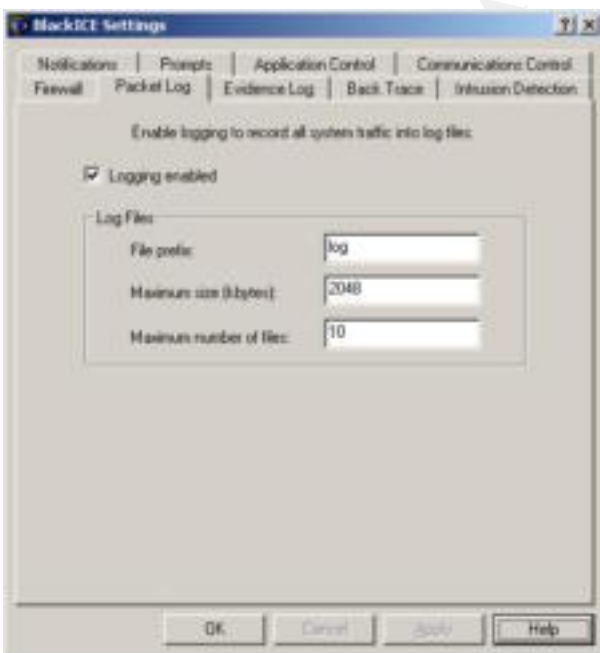 BlackICE Settings
Notifications Prompts Application Control Communications Control
Firewall Packet Log Evidence Log Back Trace Intrusion Detection
Enable logging to record all system traffic into log files.
Logging enabled
Log Files
File prefix: log
Maximum size (kbytes): 2048
Maximum number of files: 10
OK Cancel Apply Help